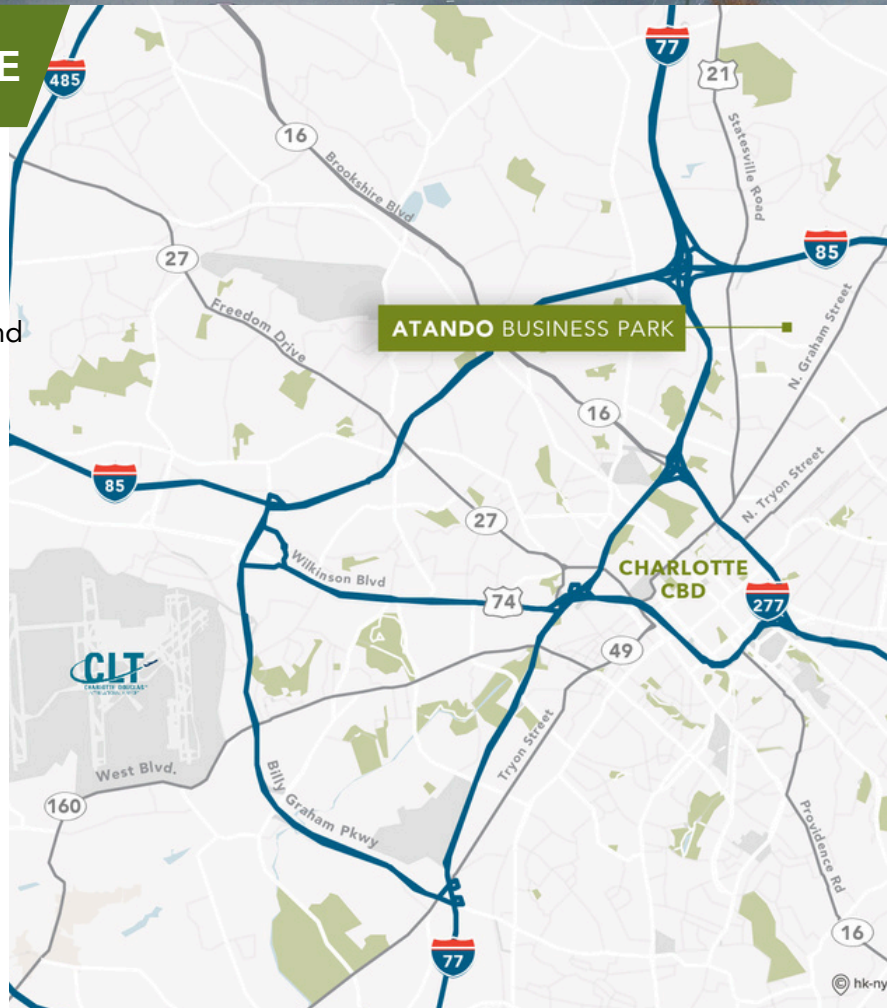 E
485
77
21
16
Brookshire Blvd
Statesville Road
27
85
Freedom Drive
nd
ATANDO BUSINESS PARK
N. Graham Street
16
85
N. Tryon Street
27
Wilkinson Blvd
CHARLOTTE
CBD
74
277
49
CLT
CHARLOTTE DOUGLAS
West Blvd.
Tryon Street
160
Billy Graham Pkwy
Providence Rd
16
77
© hk-ny